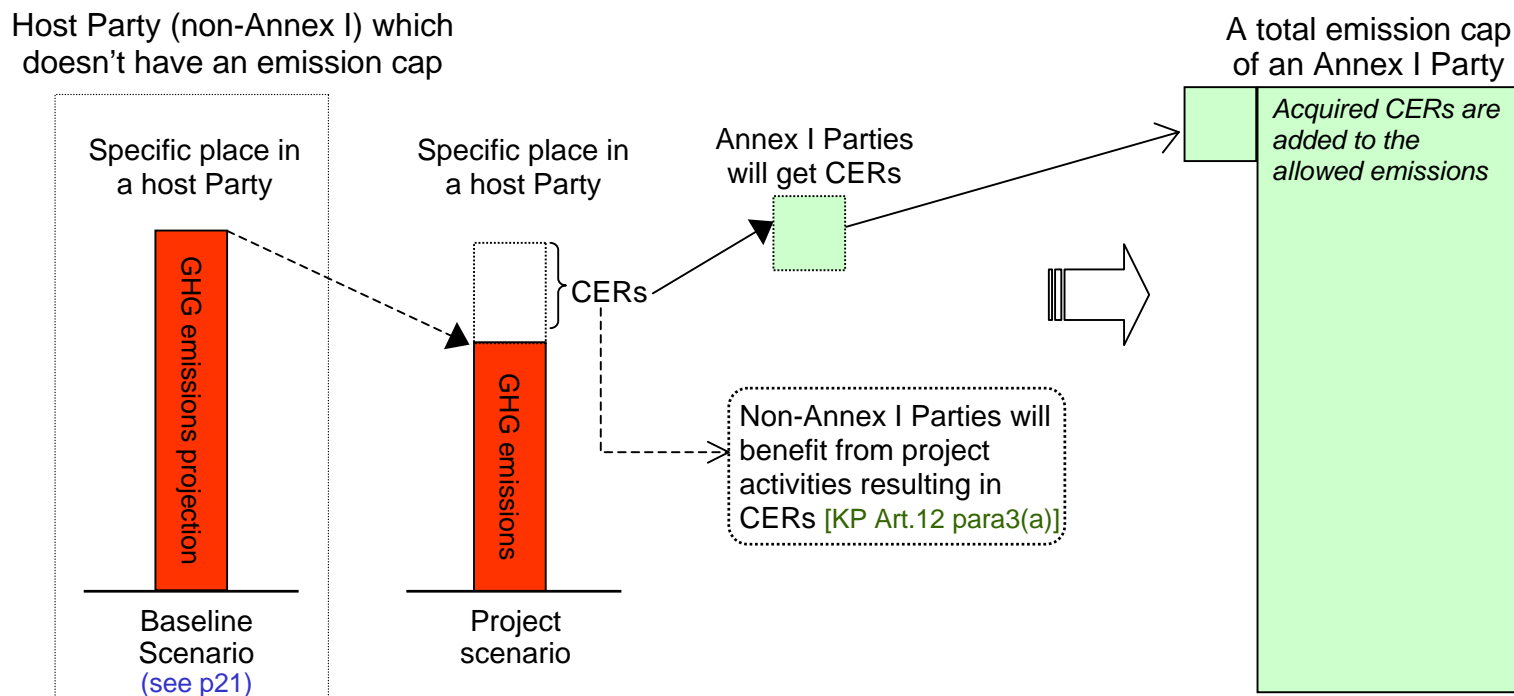 Host Party (non-Annex I) which
doesn't have an emission cap
Specific place in
a host Party
GHG emissions projection
Baseline
Scenario
(see p21)
Specific place in
a host Party
GHG emissions
Project
scenario
CERs
Annex I Parties
will get CERs
Non-Annex I Parties will
benefit from project
activities resulting in
CERs [KP Art.12 para3(a)]
A total emission cap
of an Annex I Party
Acquired CERs are
added to the
allowed emissions